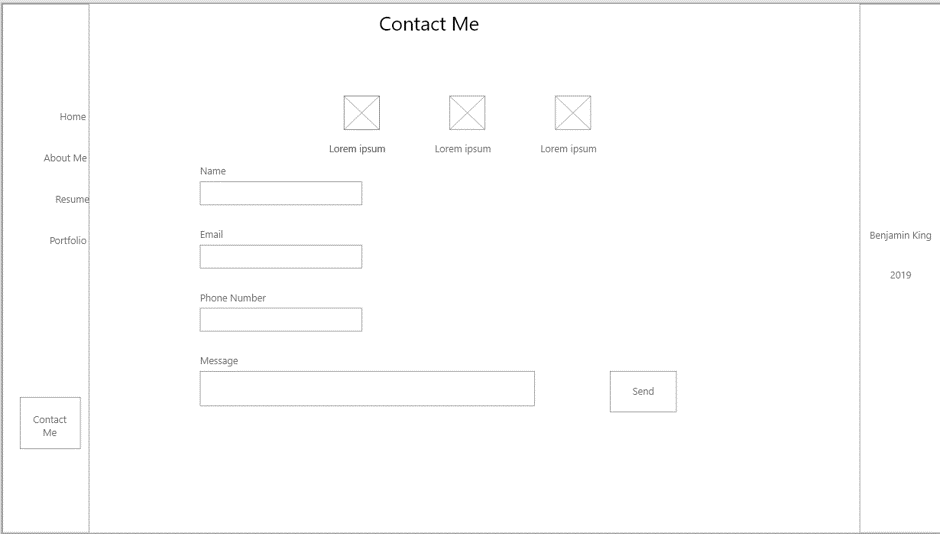 Contact Me
Home
About Me
Resume
Portfolio
Contact
Me
Lorem ipsum
Lorem ipsum
Lorem ipsum
Name
Email
Phone Number
Message
Send
Benjamin King
2019